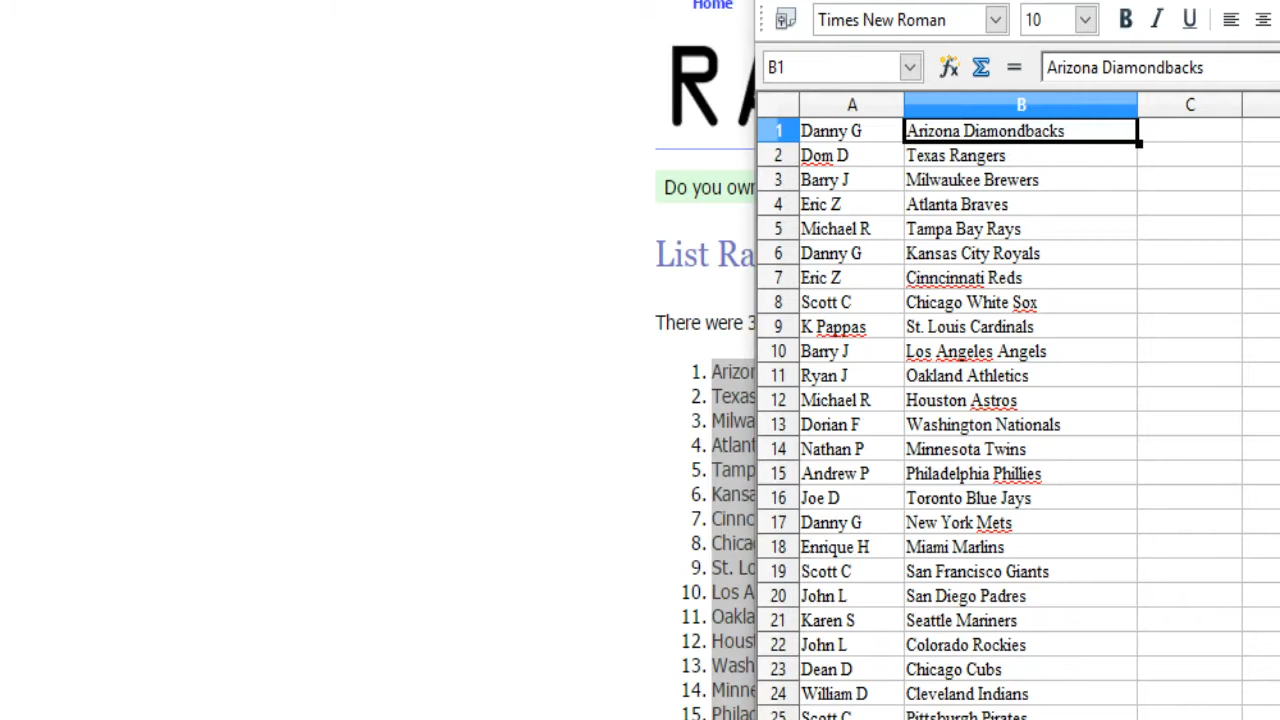 Home
RA
Do you own
List Ra
There were 3
1. Arizon
2. Texas
3. Milwa
4. Atlant
5. Tamp
6. Kansa
7. Cinnc
8. Chica
9. St. Lo
10. Los A
11. Oakla
12. Houst
13. Wash
14. Minne
15. Philad
Times New Roman 10 B I U
B1 = Arizona Diamondbacks
A B C
1 Danny G Arizona Diamondbacks
2 Dom D Texas Rangers
3 Barry J Milwaukee Brewers
4 Eric Z Atlanta Braves
5 Michael R Tampa Bay Rays
6 Danny G Kansas City Royals
7 Eric Z Cinncinnati Reds
8 Scott C Chicago White Sox
9 K Pappas St. Louis Cardinals
10 Barry J Los Angeles Angels
11 Ryan J Oakland Athletics
12 Michael R Houston Astros
13 Dorian F Washington Nationals
14 Nathan P Minnesota Twins
15 Andrew P Philadelphia Phillies
16 Joe D Toronto Blue Jays
17 Danny G New York Mets
18 Enrique H Miami Marlins
19 Scott C San Francisco Giants
20 John L San Diego Padres
21 Karen S Seattle Mariners
22 John L Colorado Rockies
23 Dean D Chicago Cubs
24 William D Cleveland Indians
25 Scott C Pittsburgh Pirates